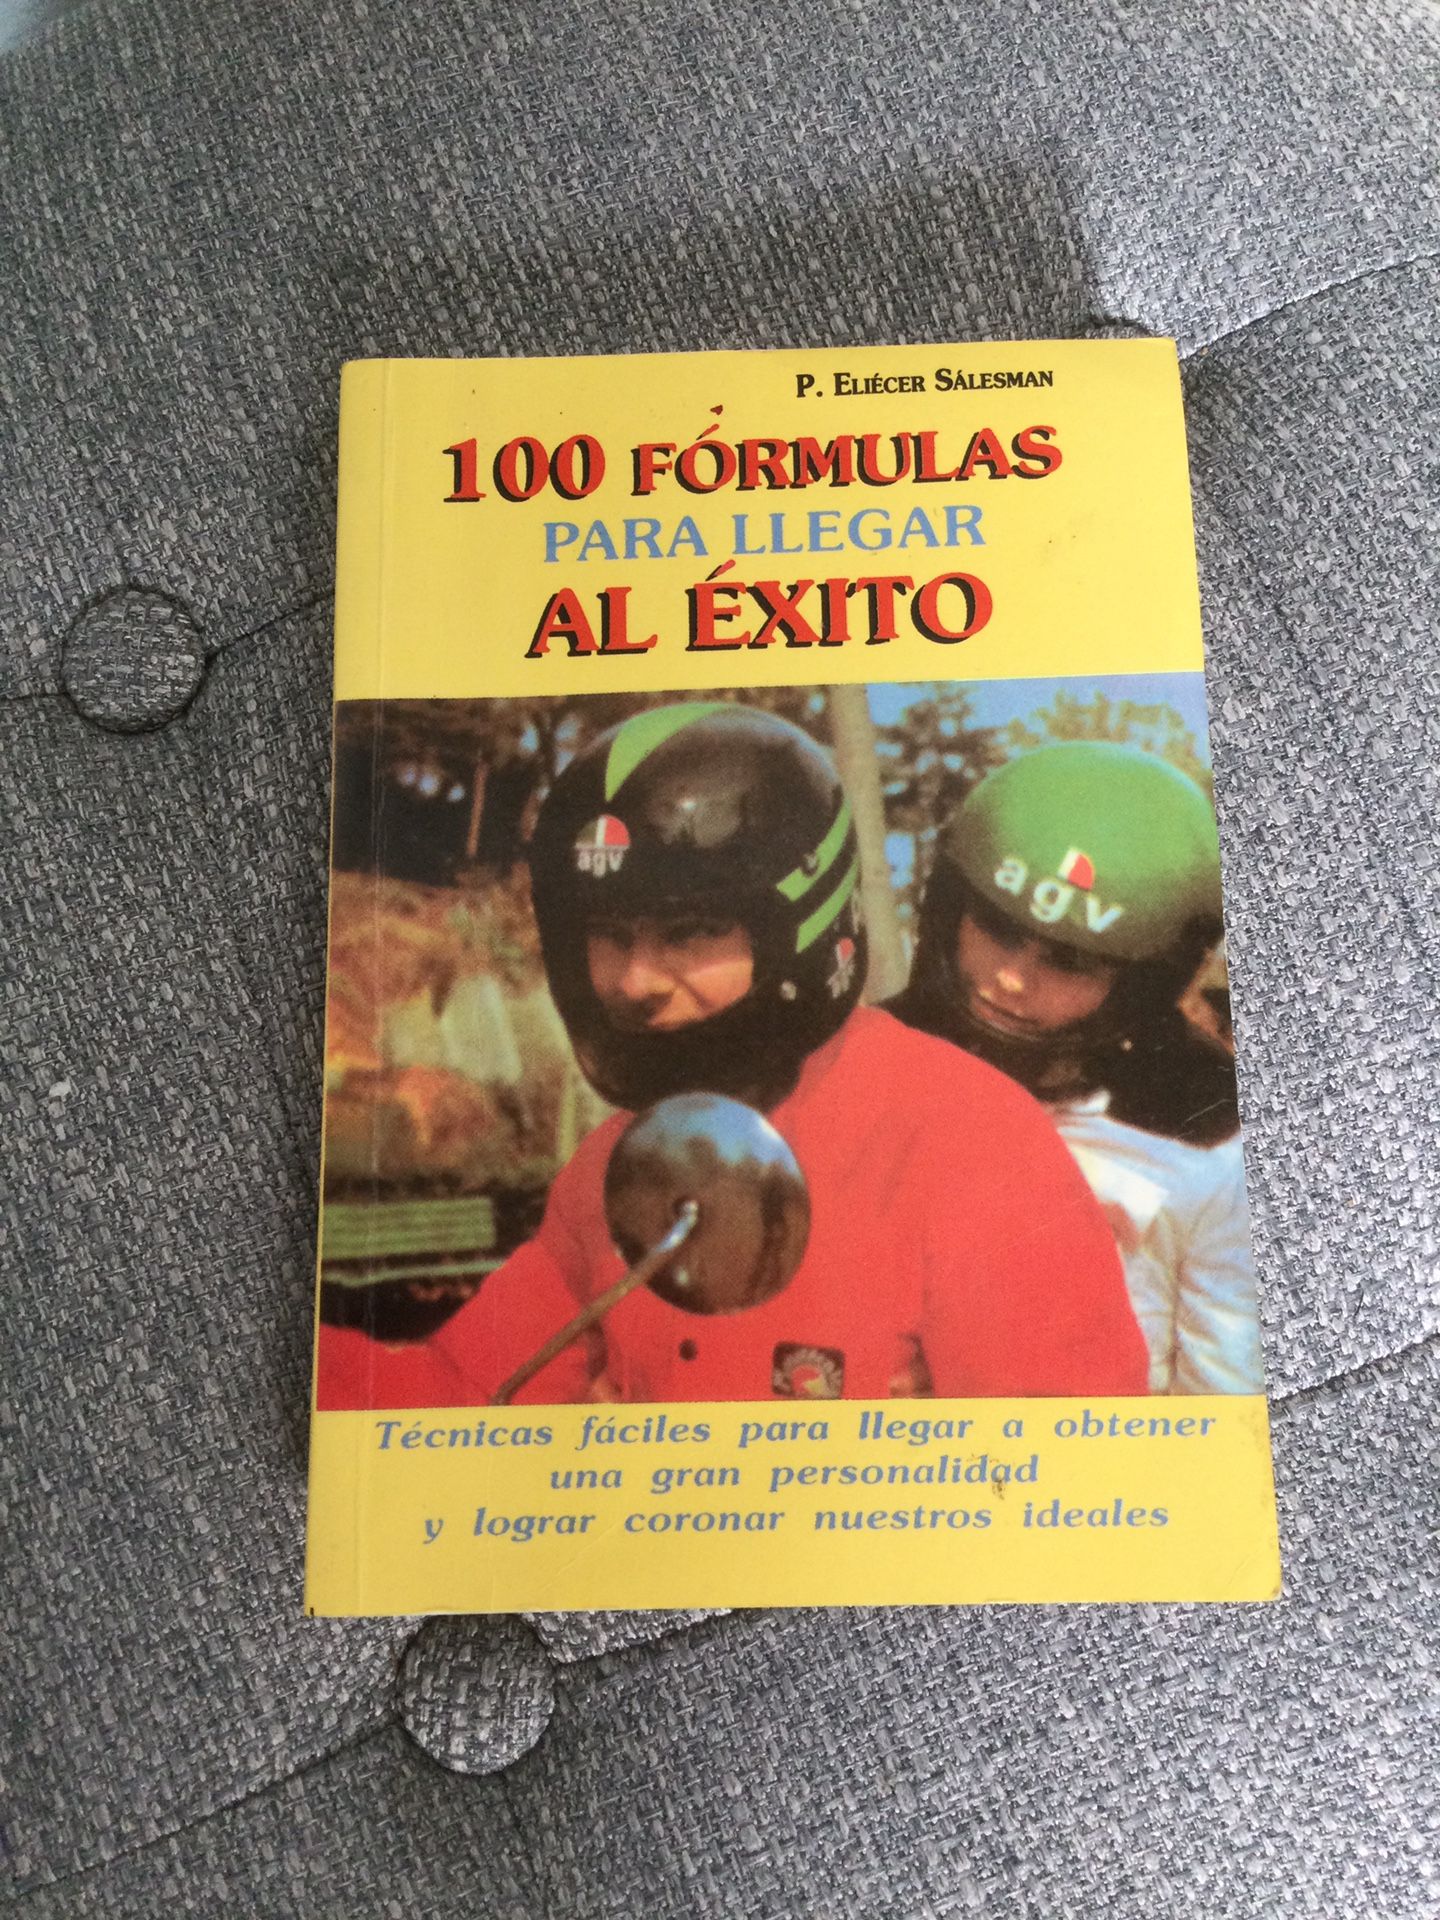 P. ELIÉCER SÁLESMAN
100 FÓRMULAS
PARA LLEGAR
AL ÉXITO
agv
agv
Técnicas fáciles para llegar a obtener
una gran personalidad
y lograr coronar nuestros ideales